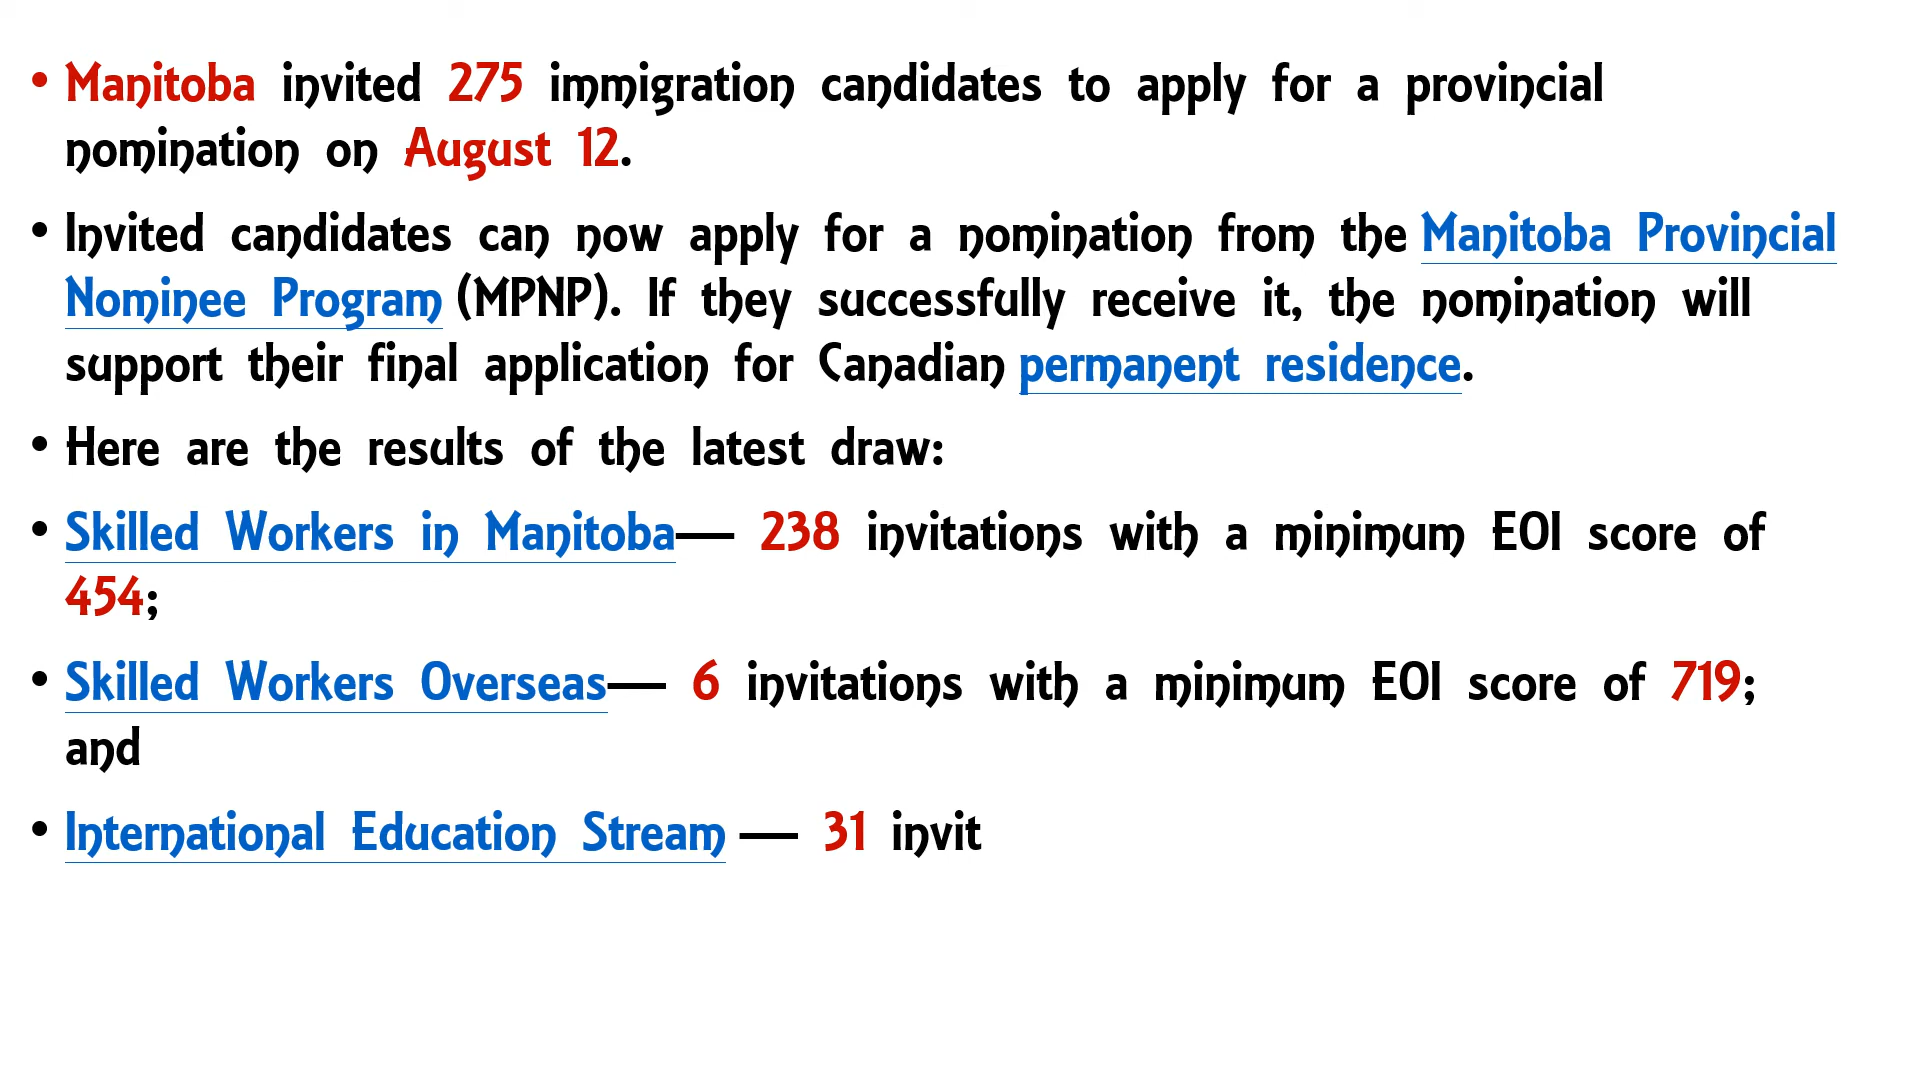 • Manitoba invited 275 immigration candidates to apply for a provincial
nomination on August 12.
• Invited candidates can now apply for a nomination from the Manitoba Provincial
Nominee Program (MPNP). If they successfully receive it, the nomination will
support their final application for Canadian permanent residence.
• Here are the results of the latest draw:
• Skilled Workers in Manitoba— 238 invitations with a minimum EOI score of
454;
• Skilled Workers Overseas— 6 invitations with a minimum EOI score of 719;
and
• International Education Stream — 31 invit